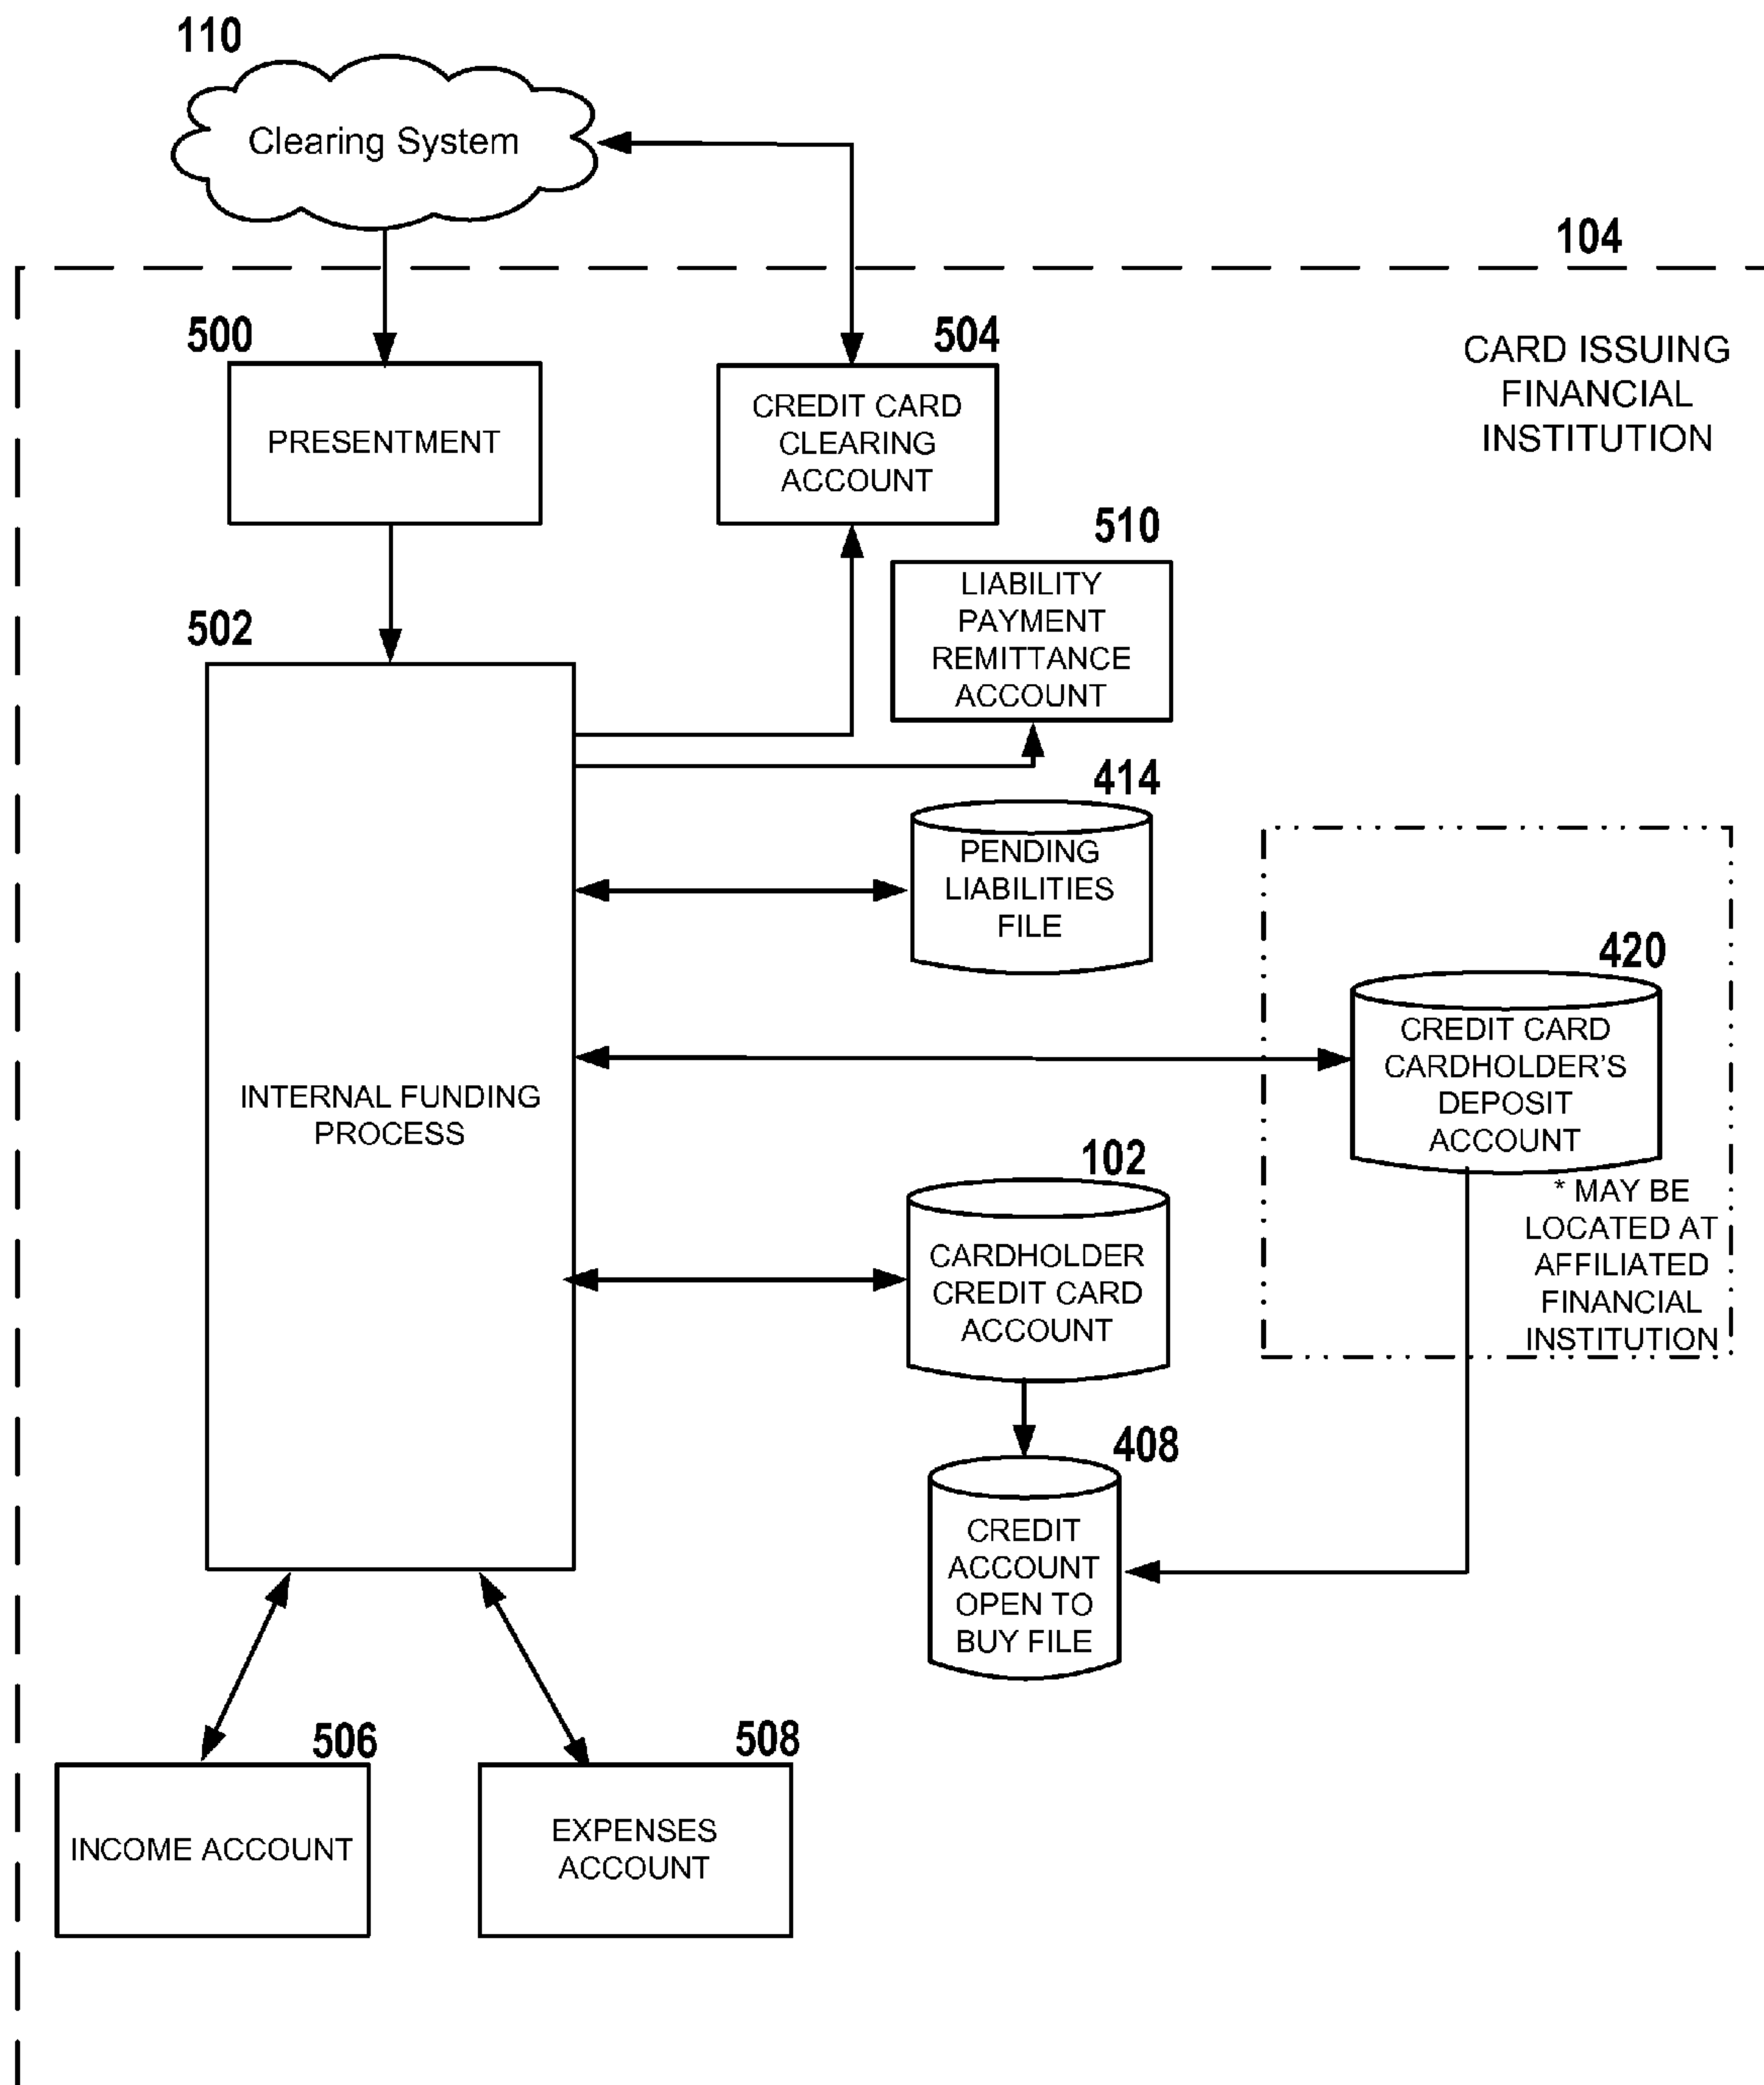 110
Clearing System
104
500
504
CARD ISSUING
FINANCIAL
INSTITUTION
PRESENTMENT
CREDIT CARD
CLEARING
ACCOUNT
510
LIABILITY
PAYMENT
REMITTANCE
ACCOUNT
502
414
PENDING
LIABILITIES
FILE
420
CREDIT CARD
CARDHOLDER'S
DEPOSIT
ACCOUNT
* MAY BE
LOCATED AT
AFFILIATED
FINANCIAL
INSTITUTION
INTERNAL FUNDING
PROCESS
102
CARDHOLDER
CREDIT CARD
ACCOUNT
408
CREDIT
ACCOUNT
OPEN TO
BUY FILE
506
INCOME ACCOUNT
508
EXPENSES
ACCOUNT